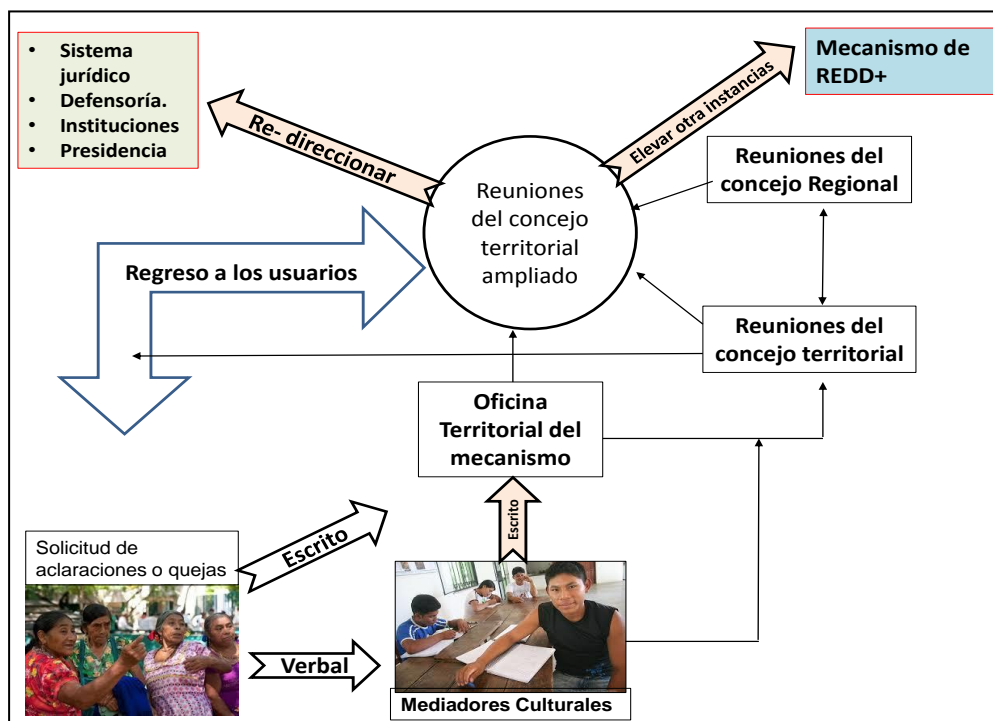 • Sistema
jurídico
• Defensoría.
• Instituciones
• Presidencia
Re- direccionar
Elevar otra instancias
Mecanismo de
REDD+
Reuniones del
concejo Regional
Reuniones
del concejo
territorial
ampliado
Regreso a los usuarios
Reuniones del
concejo territorial
Oficina
Territorial del
mecanismo
Escrito
Escrito
Solicitud de
aclaraciones o quejas
Verbal
Mediadores Culturales